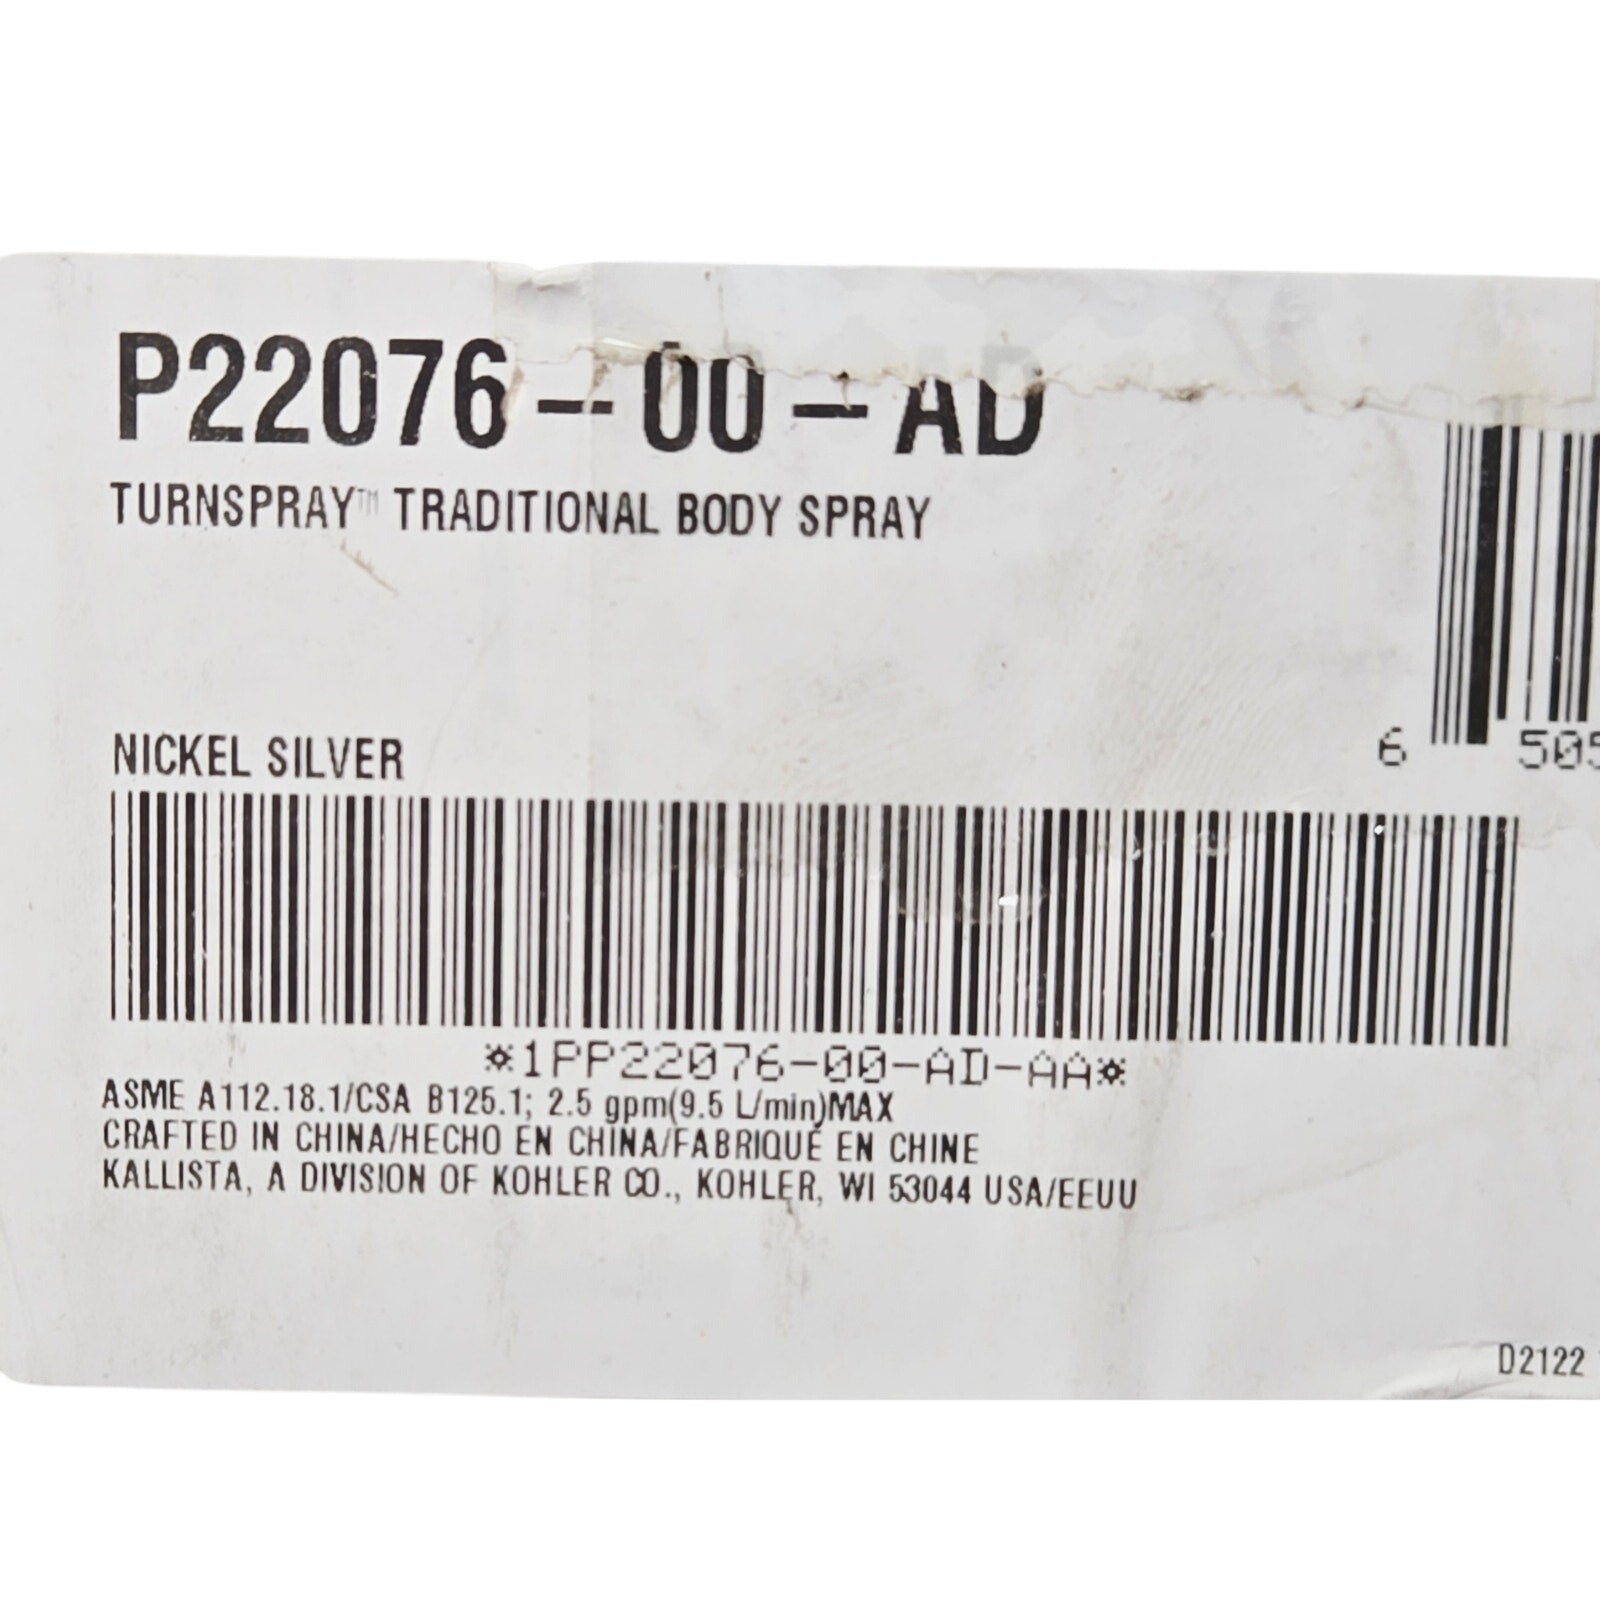 P22076-00-AD
TURNSPRAY™ TRADITIONAL BODY SPRAY
NICKEL SILVER
6 505
*1PP22076-00-AD-AA*
ASME A112.18.1/CSA B125.1; 2.5 gpm(9.5 L/min)MAX
CRAFTED IN CHINA/HECHO EN CHINA/FABRIQUÉ EN CHINE
KALLISTA, A DIVISION OF KOHLER CO., KOHLER, WI 53044 USA/EEUU
D2122